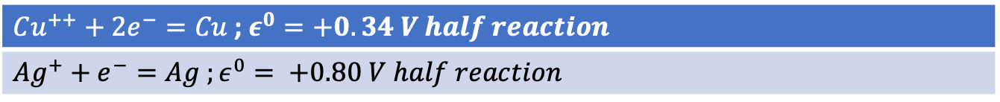 Cu⁺⁺ + 2e⁻ = Cu ; ϵ⁰ = +0.34 V half reaction
Ag⁺ + e⁻ = Ag ; ϵ⁰ = +0.80 V half reaction